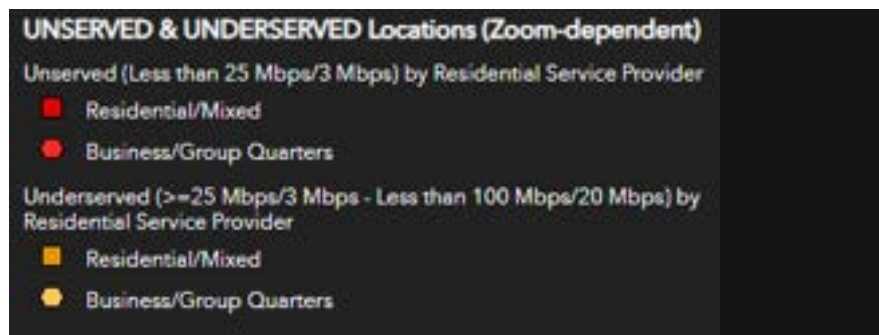 UNSERVED & UNDERSERVED Locations (Zoom-dependent)
Unserved (Less than 25 Mbps/3 Mbps) by Residential Service Provider
Residential/Mixed
Business/Group Quarters
Underserved (>=25 Mbps/3 Mbps - Less than 100 Mbps/20 Mbps) by
Residential Service Provider
Residential/Mixed
Business/Group Quarters